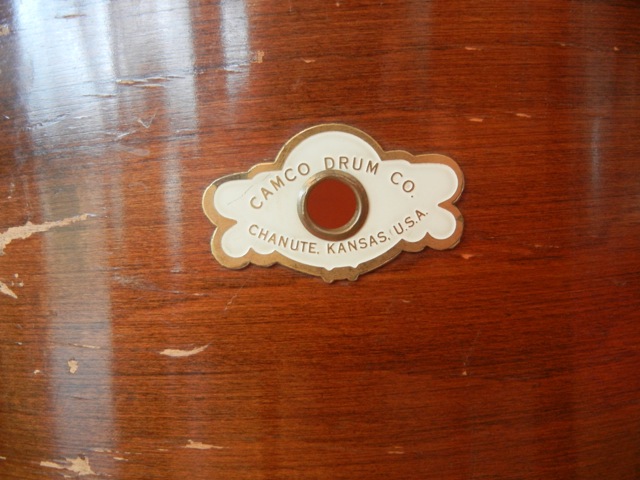 CAMCO DRUM CO.
CHANUTE, KANSAS, U.S.A.